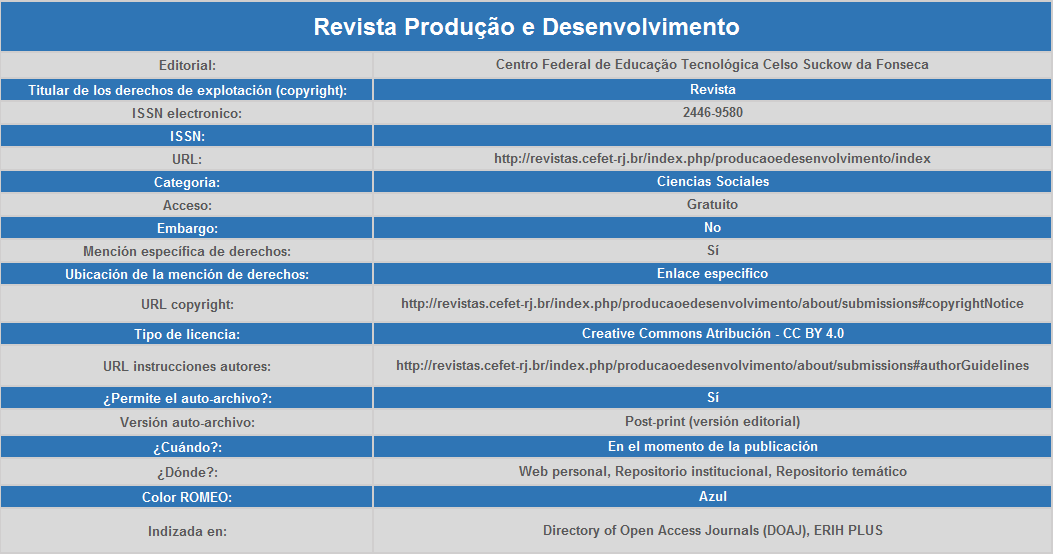 Revista Produção e Desenvolvimento
Editorial: Centro Federal de Educação Tecnológica Celso Suckow da Fonseca
Titular de los derechos de explotación (copyright): Revista
ISSN electronico: 2446-9580
ISSN:
URL: http://revistas.cefet-rj.br/index.php/producaoedesenvolvimento/index
Categoria: Ciencias Sociales
Acceso: Gratuito
Embargo: No
Mención específica de derechos: Sí
Ubicación de la mención de derechos: Enlace especifico
URL copyright: http://revistas.cefet-rj.br/index.php/producaoedesenvolvimento/about/submissions#copyrightNotice
Tipo de licencia: Creative Commons Atribución - CC BY 4.0
URL instrucciones autores: http://revistas.cefet-rj.br/index.php/producaoedesenvolvimento/about/submissions#authorGuidelines
¿Permite el auto-archivo?: Sí
Versión auto-archivo: Post-print (versión editorial)
¿Cuándo?: En el momento de la publicación
¿Dónde?: Web personal, Repositorio institucional, Repositorio temático
Color ROMEO: Azul
Indizada en: Directory of Open Access Journals (DOAJ), ERIH PLUS